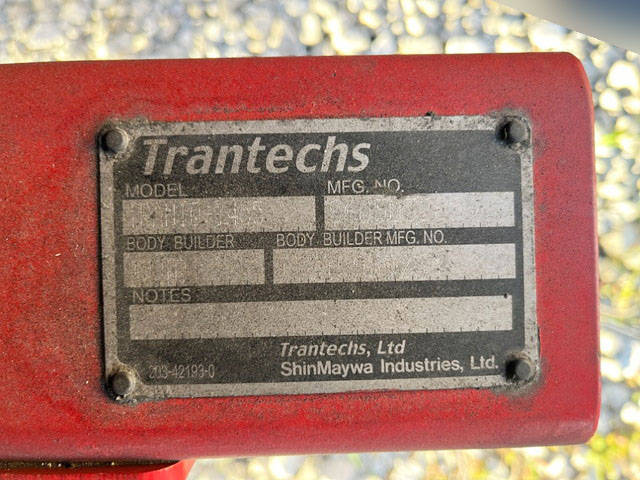 Trantechs
MODEL MFG. NO.
BODY BUILDER BODY BUILDER MFG. NO.
NOTES
Trantechs, Ltd
203-42193-0 ShinMaywa Industries, Ltd.